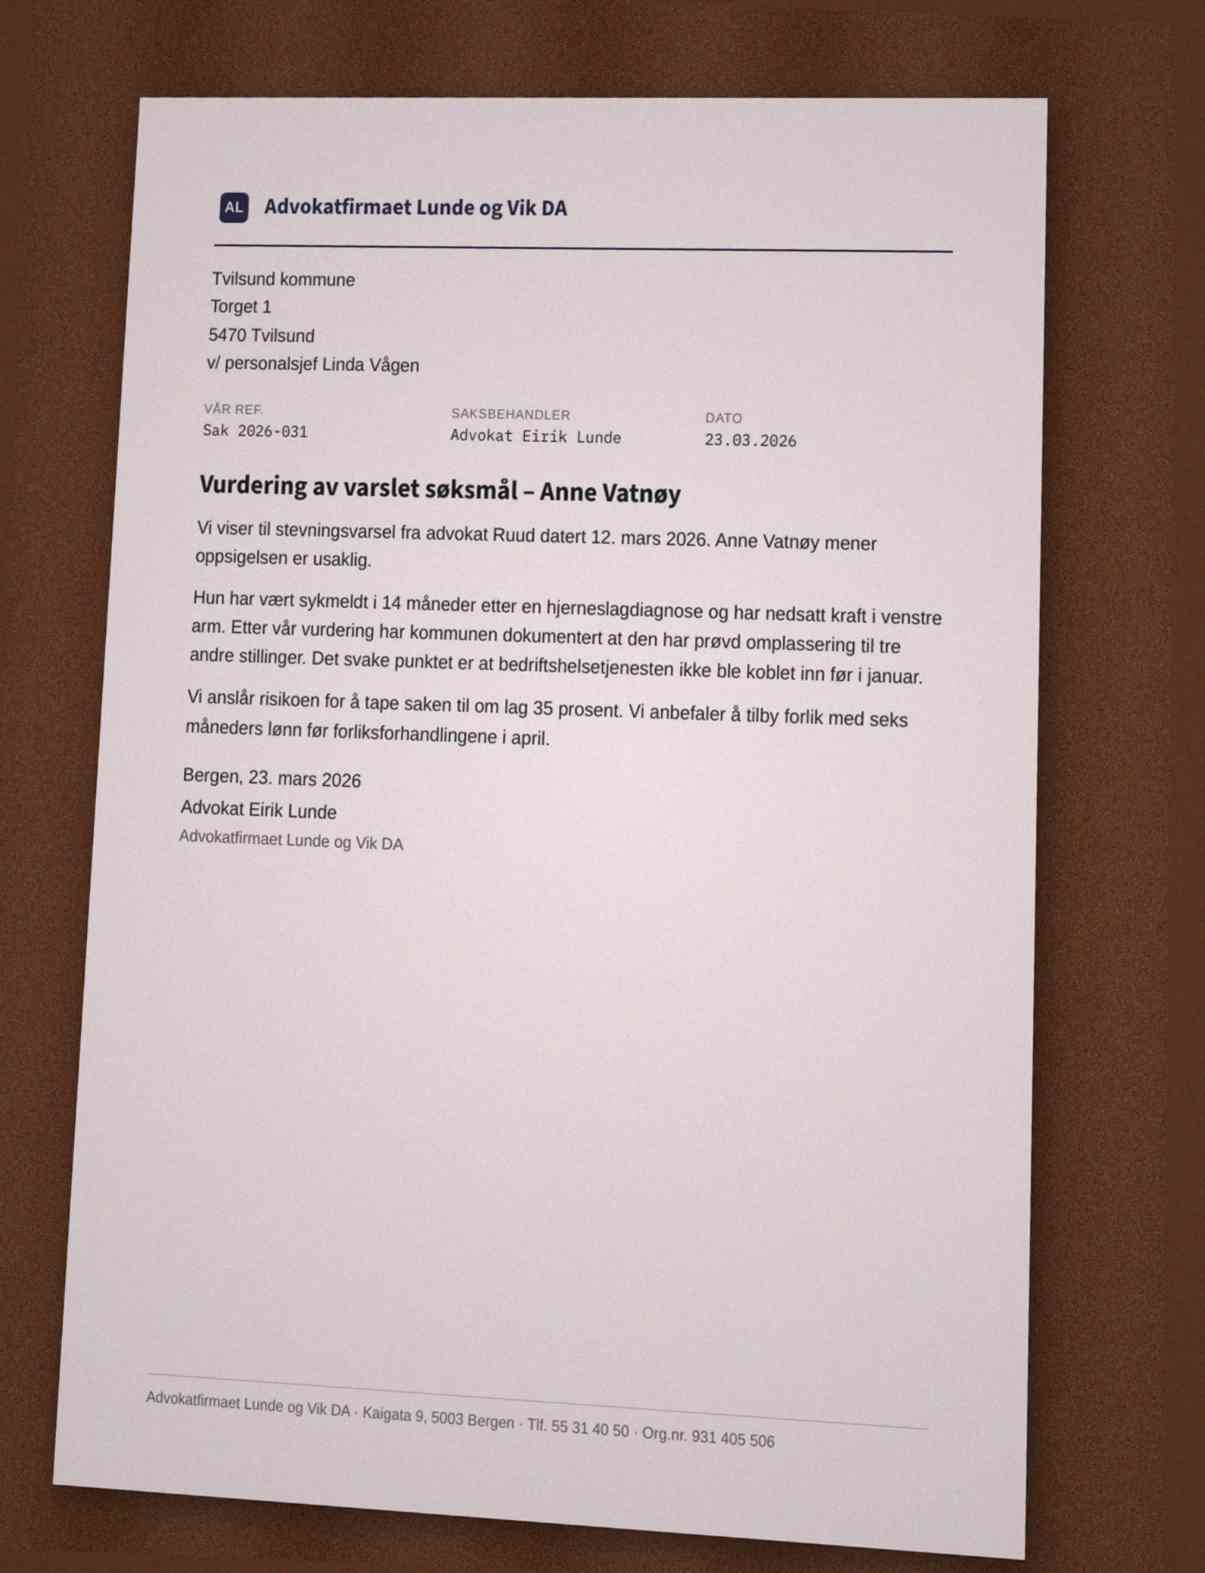 AL Advokatfirmaet Lunde og Vik DA
Tvilsund kommune
Torget 1
5470 Tvilsund
v/ personalsjef Linda Vågen
VÅR REF. SAKSBEHANDLER DATO
Sak 2026-031 Advokat Eirik Lunde 23.03.2026
Vurdering av varslet søksmål – Anne Vatnøy
Vi viser til stevningsvarsel fra advokat Ruud datert 12. mars 2026. Anne Vatnøy mener
oppsigelsen er usaklig.
Hun har vært sykmeldt i 14 måneder etter en hjerneslagdiagnose og har nedsatt kraft i venstre
arm. Etter vår vurdering har kommunen dokumentert at den har prøvd omplassering til tre
andre stillinger. Det svake punktet er at bedriftshelsetjenesten ikke ble koblet inn før i januar.
Vi anslår risikoen for å tape saken til om lag 35 prosent. Vi anbefaler å tilby forlik med seks
måneders lønn før forliksforhandlingene i april.
Bergen, 23. mars 2026
Advokat Eirik Lunde
Advokatfirmaet Lunde og Vik DA
Advokatfirmaet Lunde og Vik DA · Kaigata 9, 5003 Bergen · Tlf. 55 31 40 50 · Org.nr. 931 405 506